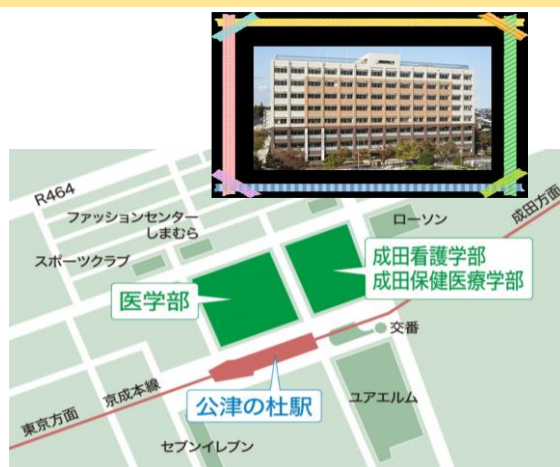 R464
ファッションセンター
しまむら
スポーツクラブ
ローソン
成田方面
成田看護学部
成田保健医療学部
医学部
交番
公津の杜駅
京成本線
東京方面
ユアエルム
セブンイレブン